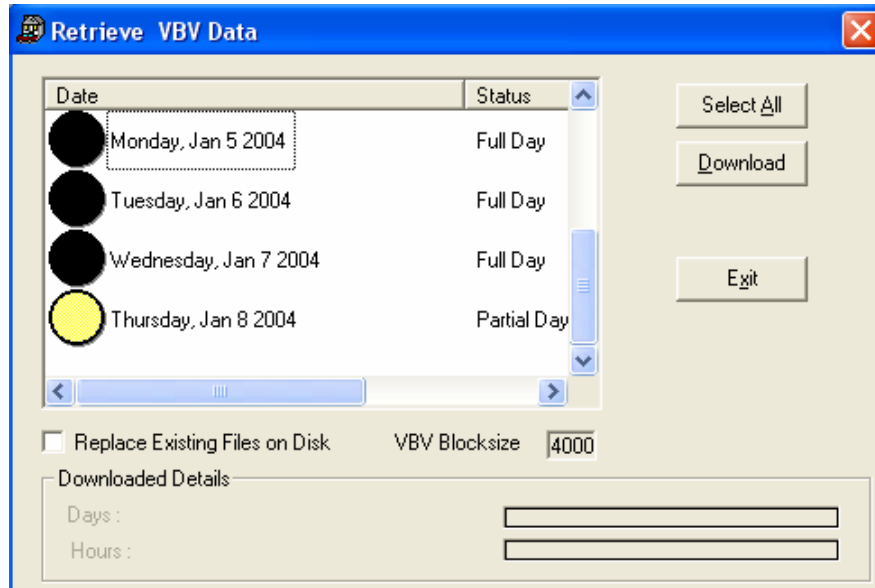 Retrieve VBV Data
Date Status
Monday, Jan 5 2004 Full Day
Tuesday, Jan 6 2004 Full Day
Wednesday, Jan 7 2004 Full Day
Thursday, Jan 8 2004 Partial Day
Select All
Download
Exit
Replace Existing Files on Disk VBV Blocksize 4000
Downloaded Details
Days :
Hours :